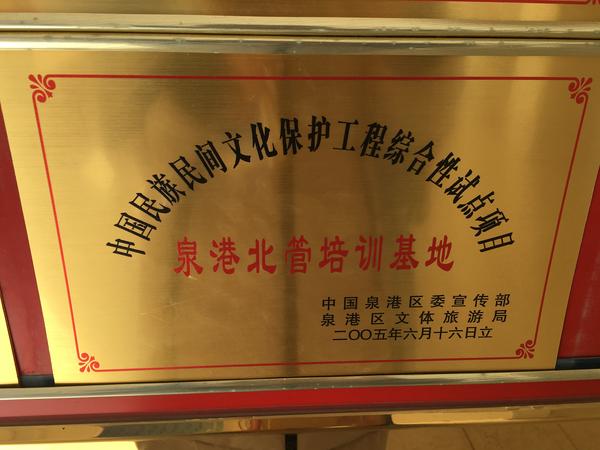 中国民族民间文化保护工程综合性试点项目
泉港北管培训基地
中国泉港区委宣传部
泉港区文体旅游局
二〇〇五年六月十六日立